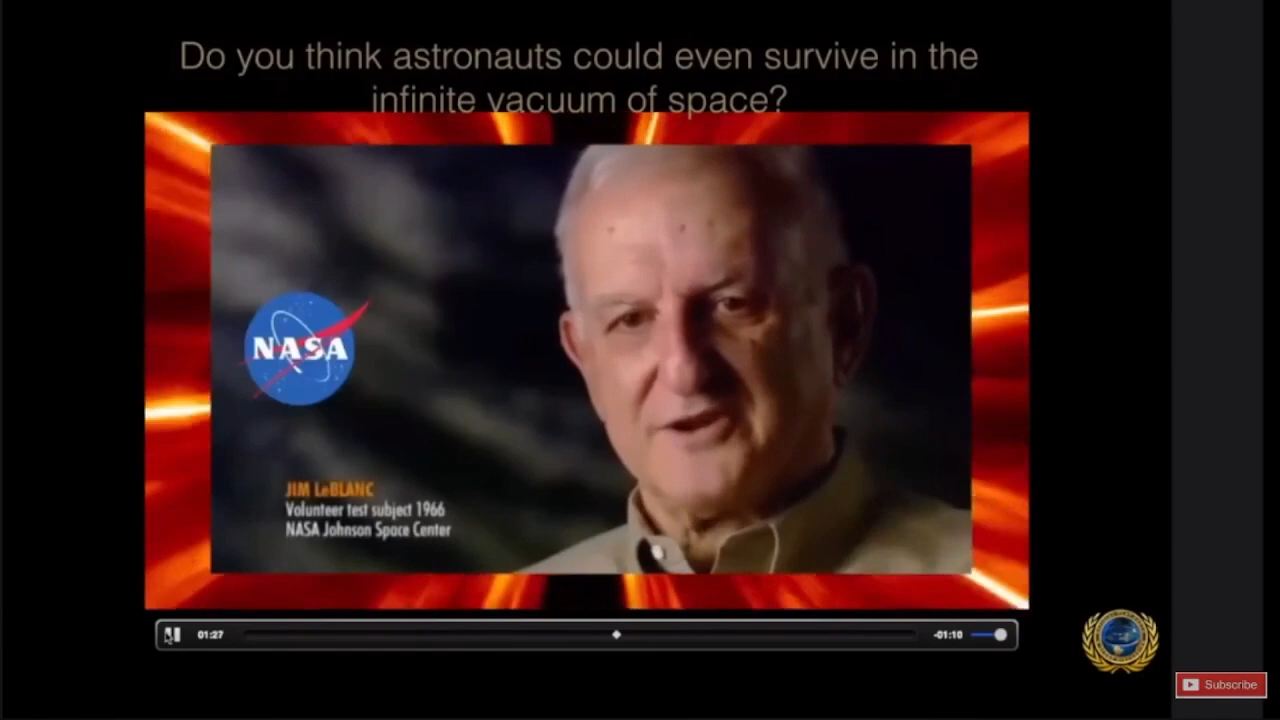 Do you think astronauts could even survive in the
infinite vacuum of space?
NASA
JIM LeBLANC
Volunteer test subject 1966
NASA Johnson Space Center
01:27
-01:10
Subscribe